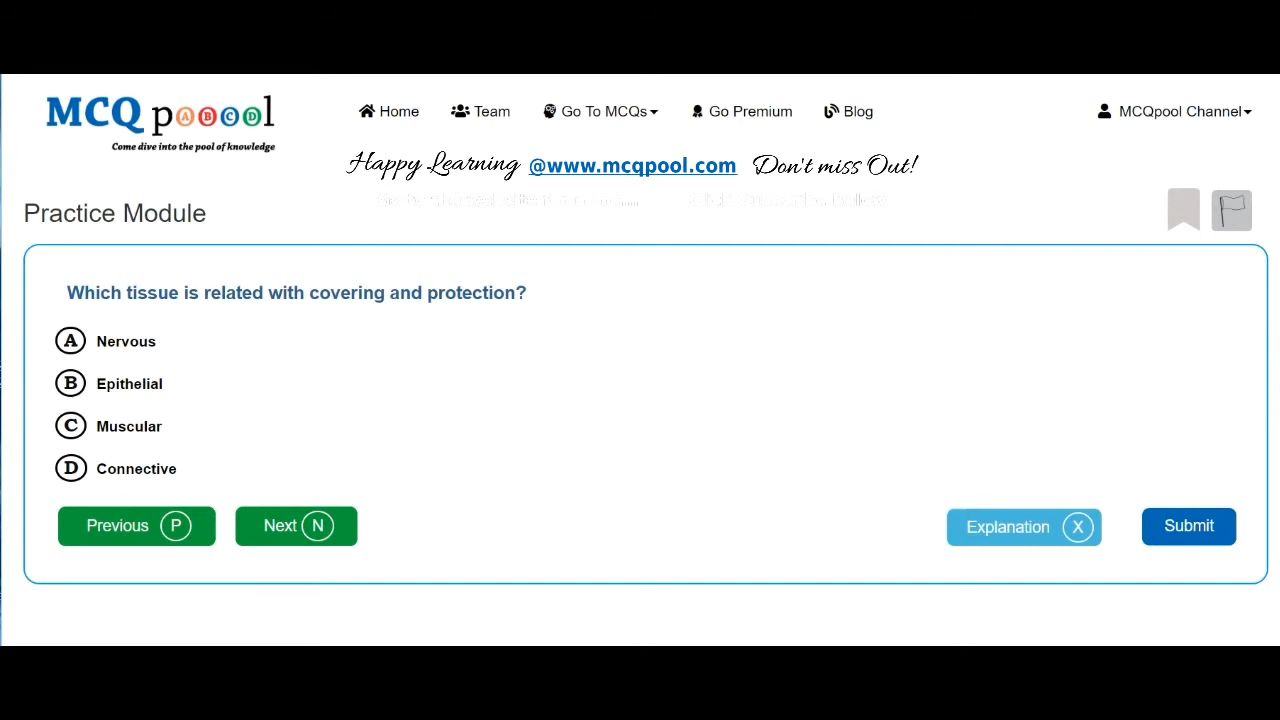 MCQ pABCDl
Come dive into the pool of knowledge
Home Team Go To MCQs Go Premium Blog MCQpool Channel
Happy Learning @www.mcqpool.com Don't miss Out!
Practice Module
Which tissue is related with covering and protection?
A Nervous
B Epithelial
C Muscular
D Connective
Previous P Next N Explanation X Submit